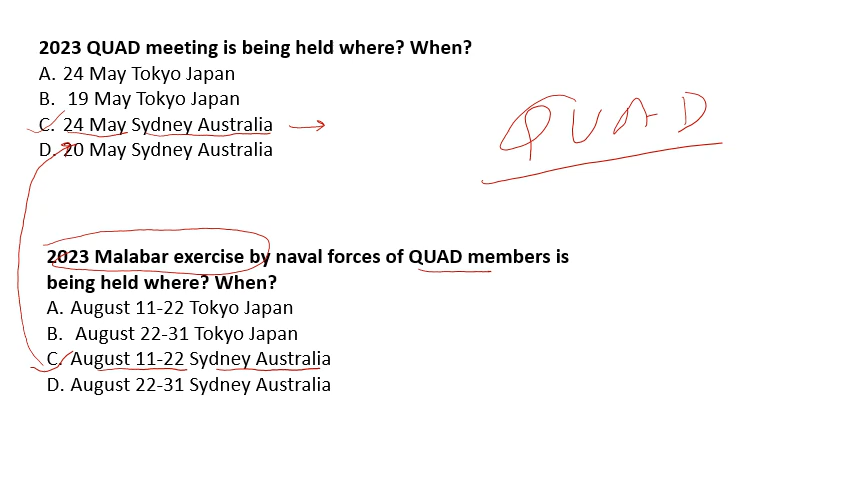 2023 QUAD meeting is being held where? When?
A. 24 May Tokyo Japan
B. 19 May Tokyo Japan
C. 24 May Sydney Australia
D. 20 May Sydney Australia
QUAD
2023 Malabar exercise by naval forces of QUAD members is
being held where? When?
A. August 11-22 Tokyo Japan
B. August 22-31 Tokyo Japan
C. August 11-22 Sydney Australia
D. August 22-31 Sydney Australia